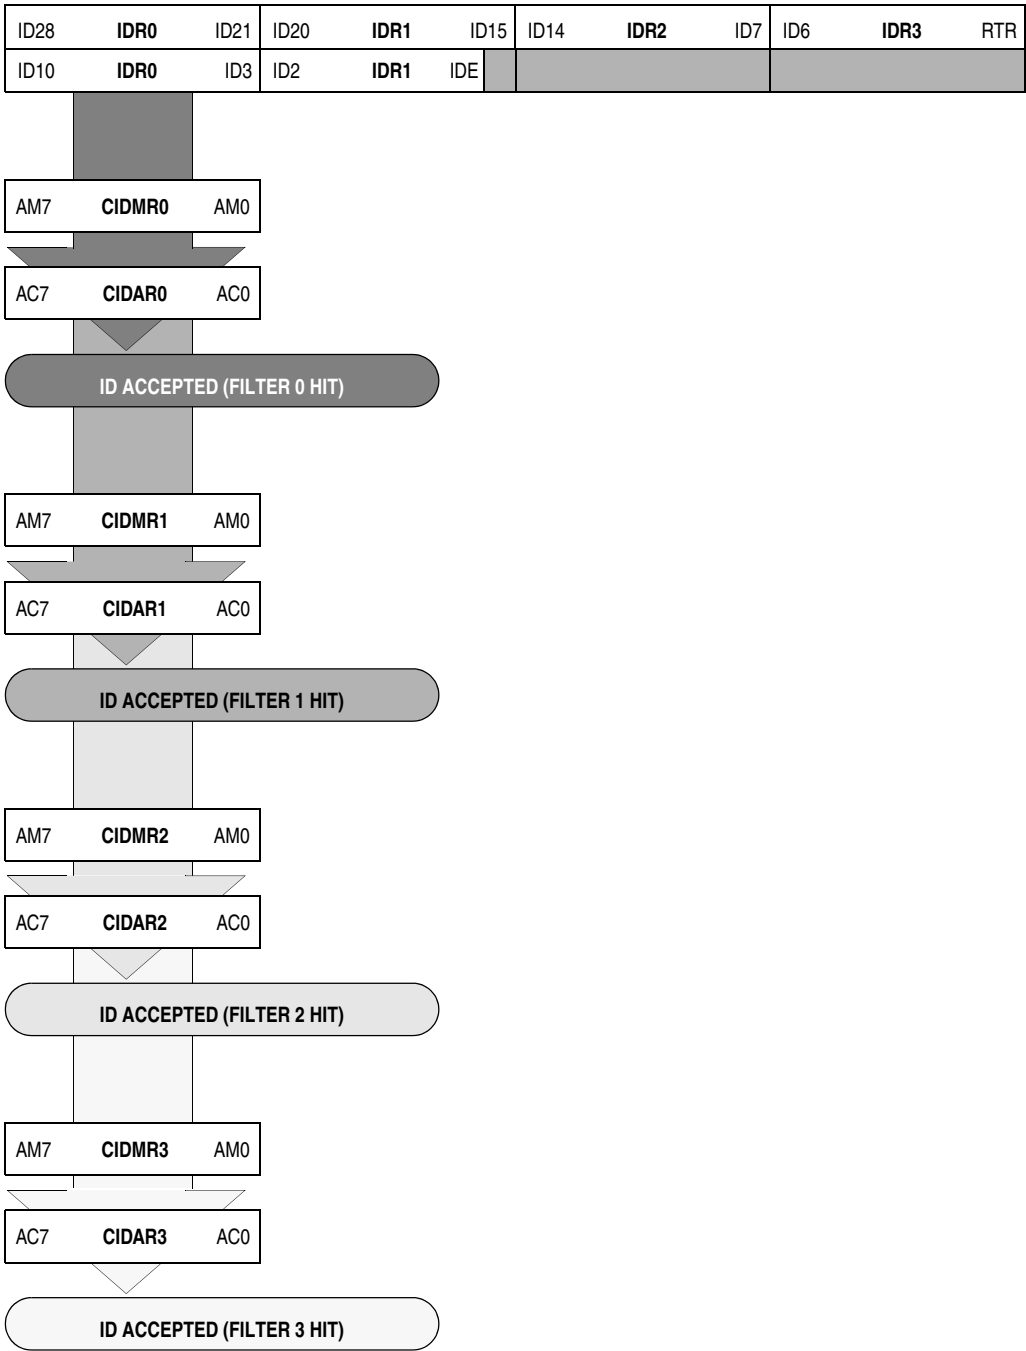 ID28 IDR0 ID21 ID20 IDR1 ID15 ID14 IDR2 ID7 ID6 IDR3 RTR
ID10 IDR0 ID3 ID2 IDR1 IDE
AM7 CIDMR0 AM0
AC7 CIDAR0 AC0
ID ACCEPTED (FILTER 0 HIT)
AM7 CIDMR1 AM0
AC7 CIDAR1 AC0
ID ACCEPTED (FILTER 1 HIT)
AM7 CIDMR2 AM0
AC7 CIDAR2 AC0
ID ACCEPTED (FILTER 2 HIT)
AM7 CIDMR3 AM0
AC7 CIDAR3 AC0
ID ACCEPTED (FILTER 3 HIT)